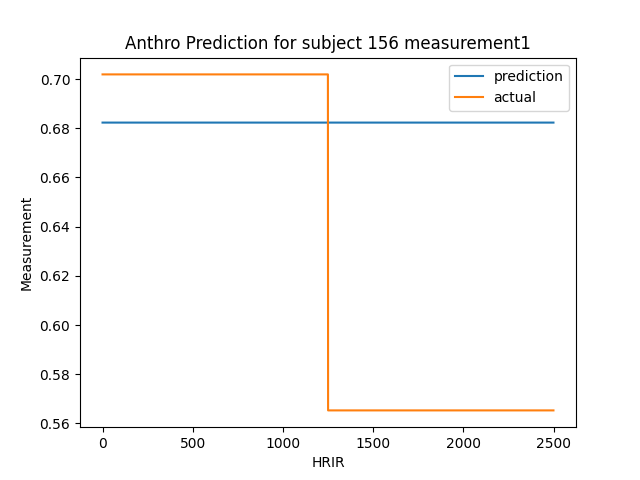 Anthro Prediction for subject 156 measurement1
prediction
actual
0.70
0.68
0.66
0.64
0.62
0.60
0.58
0.56
Measurement
0 500 1000 1500 2000 2500
HRIR